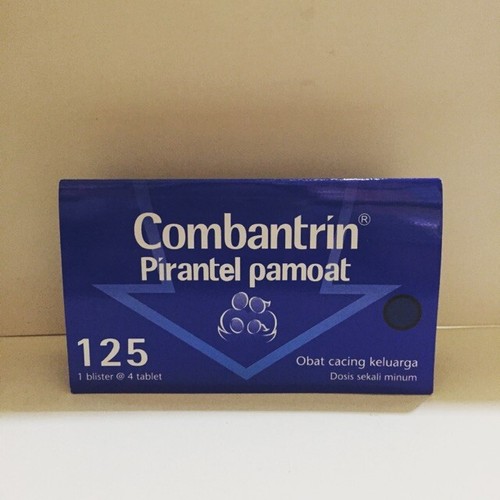 Combantrin®
Pirantel pamoat
125
1 blister @ 4 tablet
Obat cacing keluarga
Dosis sekali minum